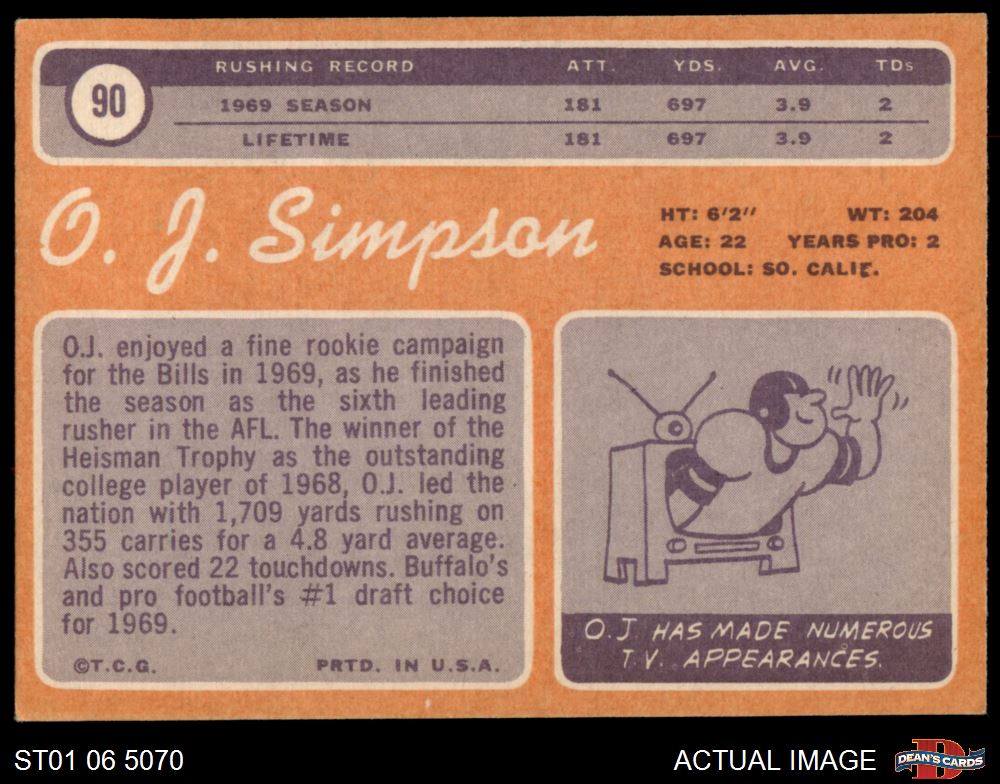 90
RUSHING RECORD ATT. YDS. AVG. TDs
1969 SEASON 181 697 3.9 2
LIFETIME 181 697 3.9 2
O. J. Simpson
HT: 6'2" WT: 204
AGE: 22 YEARS PRO: 2
SCHOOL: SO. CALIF.
O.J. enjoyed a fine rookie campaign
for the Bills in 1969, as he finished
the season as the sixth leading
rusher in the AFL. The winner of the
Heisman Trophy as the outstanding
college player of 1968, O.J. led the
nation with 1,709 yards rushing on
355 carries for a 4.8 yard average.
Also scored 22 touchdowns. Buffalo's
and pro football's #1 draft choice
for 1969.
©T.C.G. PRTD. IN U.S.A.
O.J. HAS MADE NUMEROUS
T.V. APPEARANCES.
ST01 06 5070
ACTUAL IMAGE
D
DEAN'S CARDS